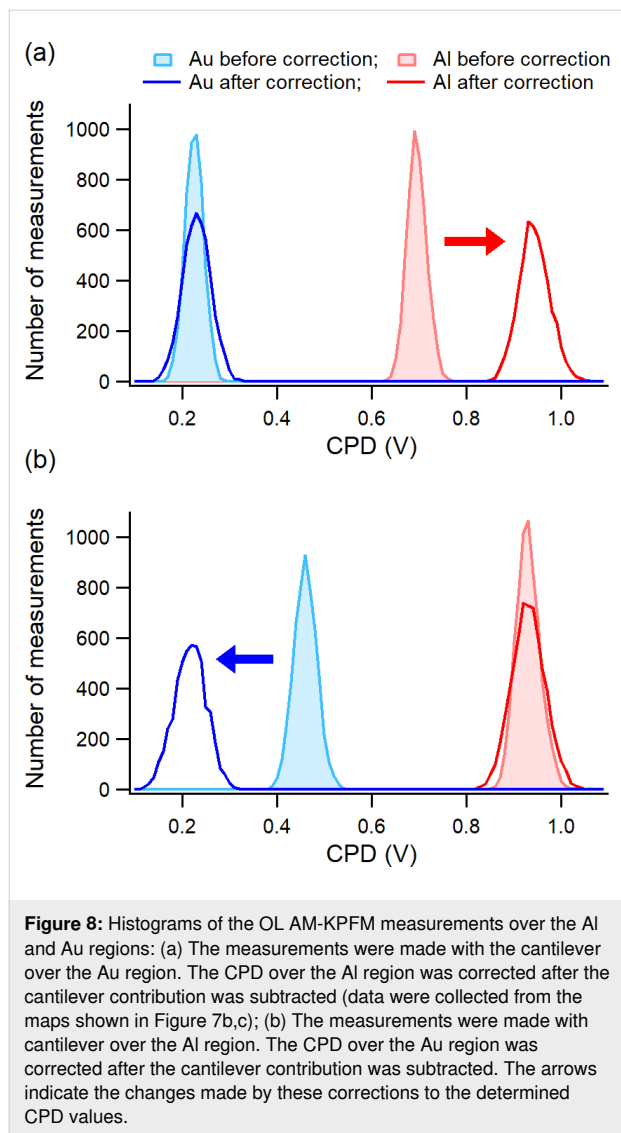 (a)
Au before correction; Al before correction
Au after correction; Al after correction
Number of measurements
1000
800
600
400
200
0
0.2 0.4 0.6 0.8 1.0
CPD (V)
(b)
Number of measurements
1000
800
600
400
200
0
0.2 0.4 0.6 0.8 1.0
CPD (V)
Figure 8: Histograms of the OL AM-KPFM measurements over the Al
and Au regions: (a) The measurements were made with the cantilever
over the Au region. The CPD over the Al region was corrected after the
cantilever contribution was subtracted (data were collected from the
maps shown in Figure 7b,c); (b) The measurements were made with
cantilever over the Al region. The CPD over the Au region was
corrected after the cantilever contribution was subtracted. The arrows
indicate the changes made by these corrections to the determined
CPD values.